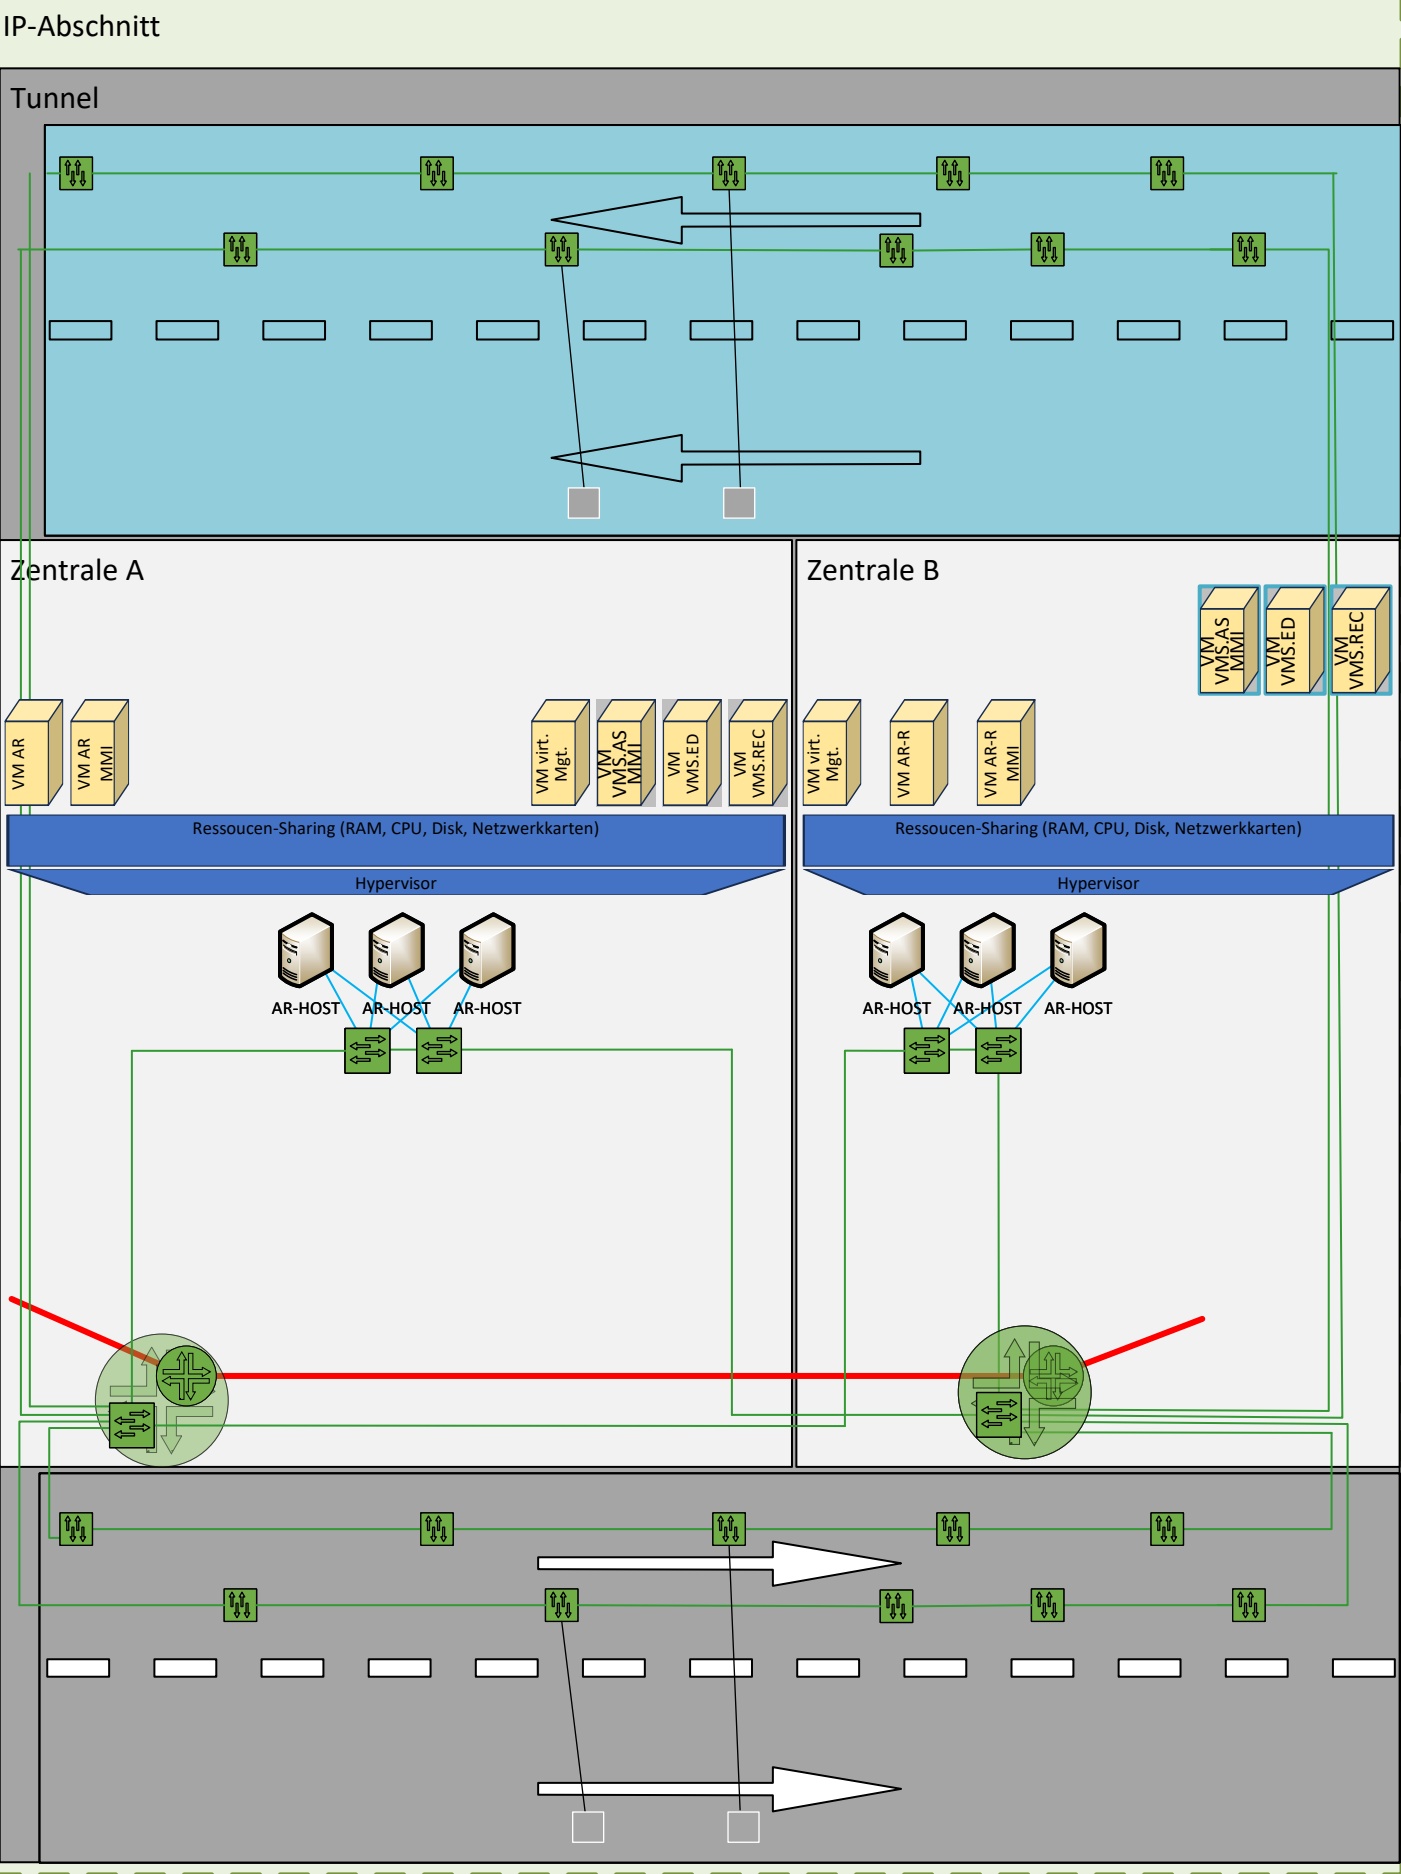 IP-Abschnitt
Tunnel
Zentrale A
Zentrale B
VM
VMS.AS
MMI
VM
VMS.ED
VM
VMS.REC
VM AR
VM AR
MMI
VM virt.
Mgt.
VM
VMS.AS
MMI
VM
VMS.ED
VM
VMS.REC
VM virt.
Mgt.
VM AR-R
VM AR-R
MMI
Ressoucen-Sharing (RAM, CPU, Disk, Netzwerkkarten)
Ressoucen-Sharing (RAM, CPU, Disk, Netzwerkkarten)
Hypervisor
Hypervisor
AR-HOST
AR-HOST
AR-HOST
AR-HOST
AR-HOST
AR-HOST